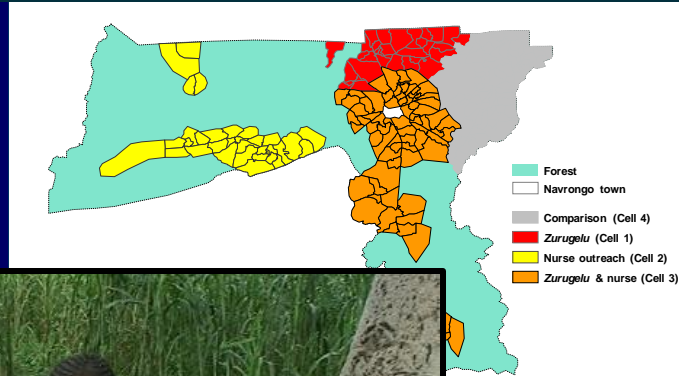 Forest
Navrongo town
Comparison (Cell 4)
Zurugelu (Cell 1)
Nurse outreach (Cell 2)
Zurugelu & nurse (Cell 3)